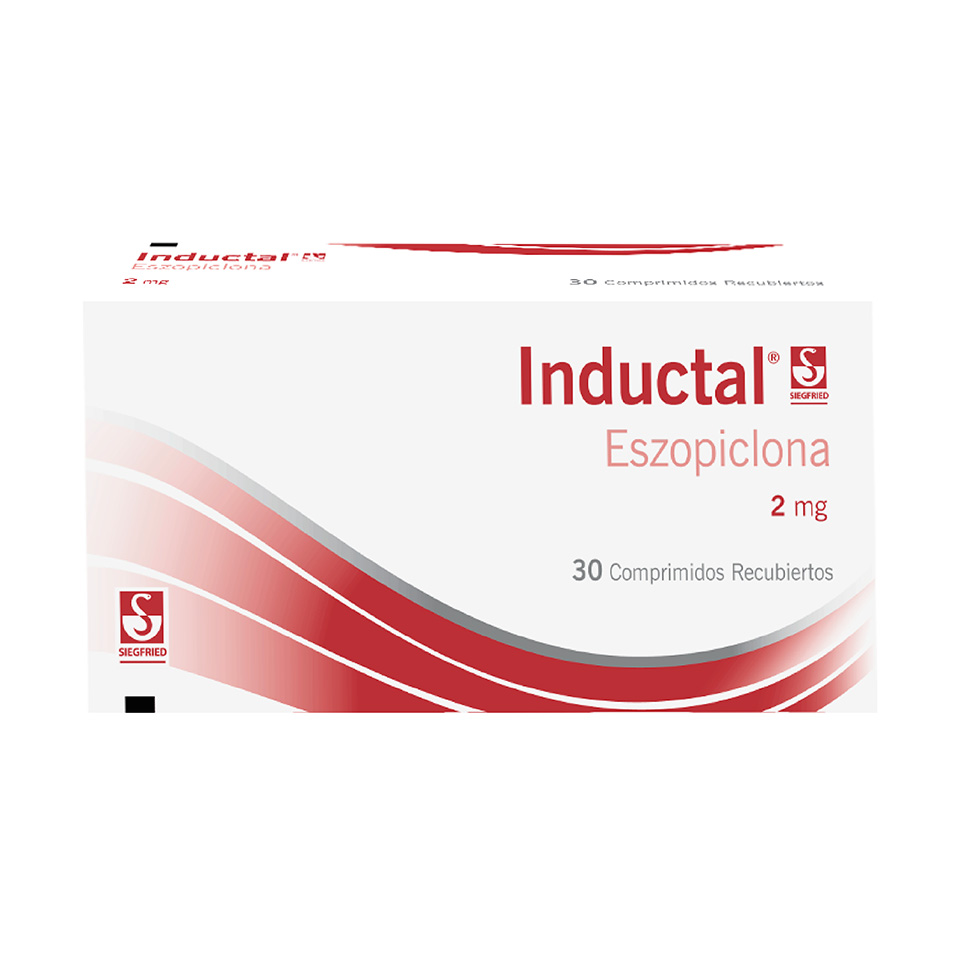 Inductal®
Eszopiclona
2 mg
30 Comprimidos Recubiertos
Inductal®
SIEGFRIED
Eszopiclona
2 mg
30 Comprimidos Recubiertos
SIEGFRIED